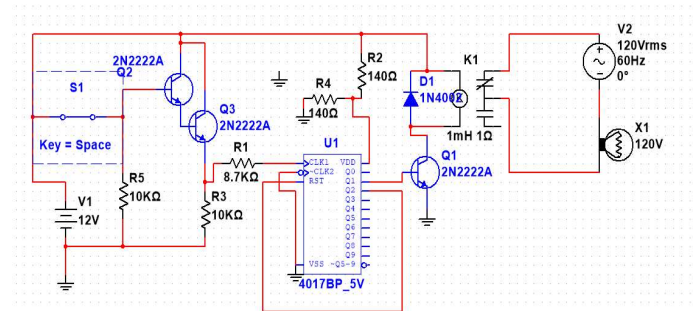 S1
Key = Space
2N2222A
Q2
Q3
2N2222A
R5
10KΩ
V1
12V
R1
8.7KΩ
R3
10KΩ
R4
140Ω
R2
140Ω
U1
CLK1
~CLK2
RST
VSS
VDD
Q0
Q1
Q2
Q3
Q4
Q5
Q6
Q7
Q8
Q9
~Q5-9
4017BP_5V
D1
1N4002
K1
1mH 1Ω
Q1
2N2222A
V2
120Vrms
60Hz
0°
X1
120V